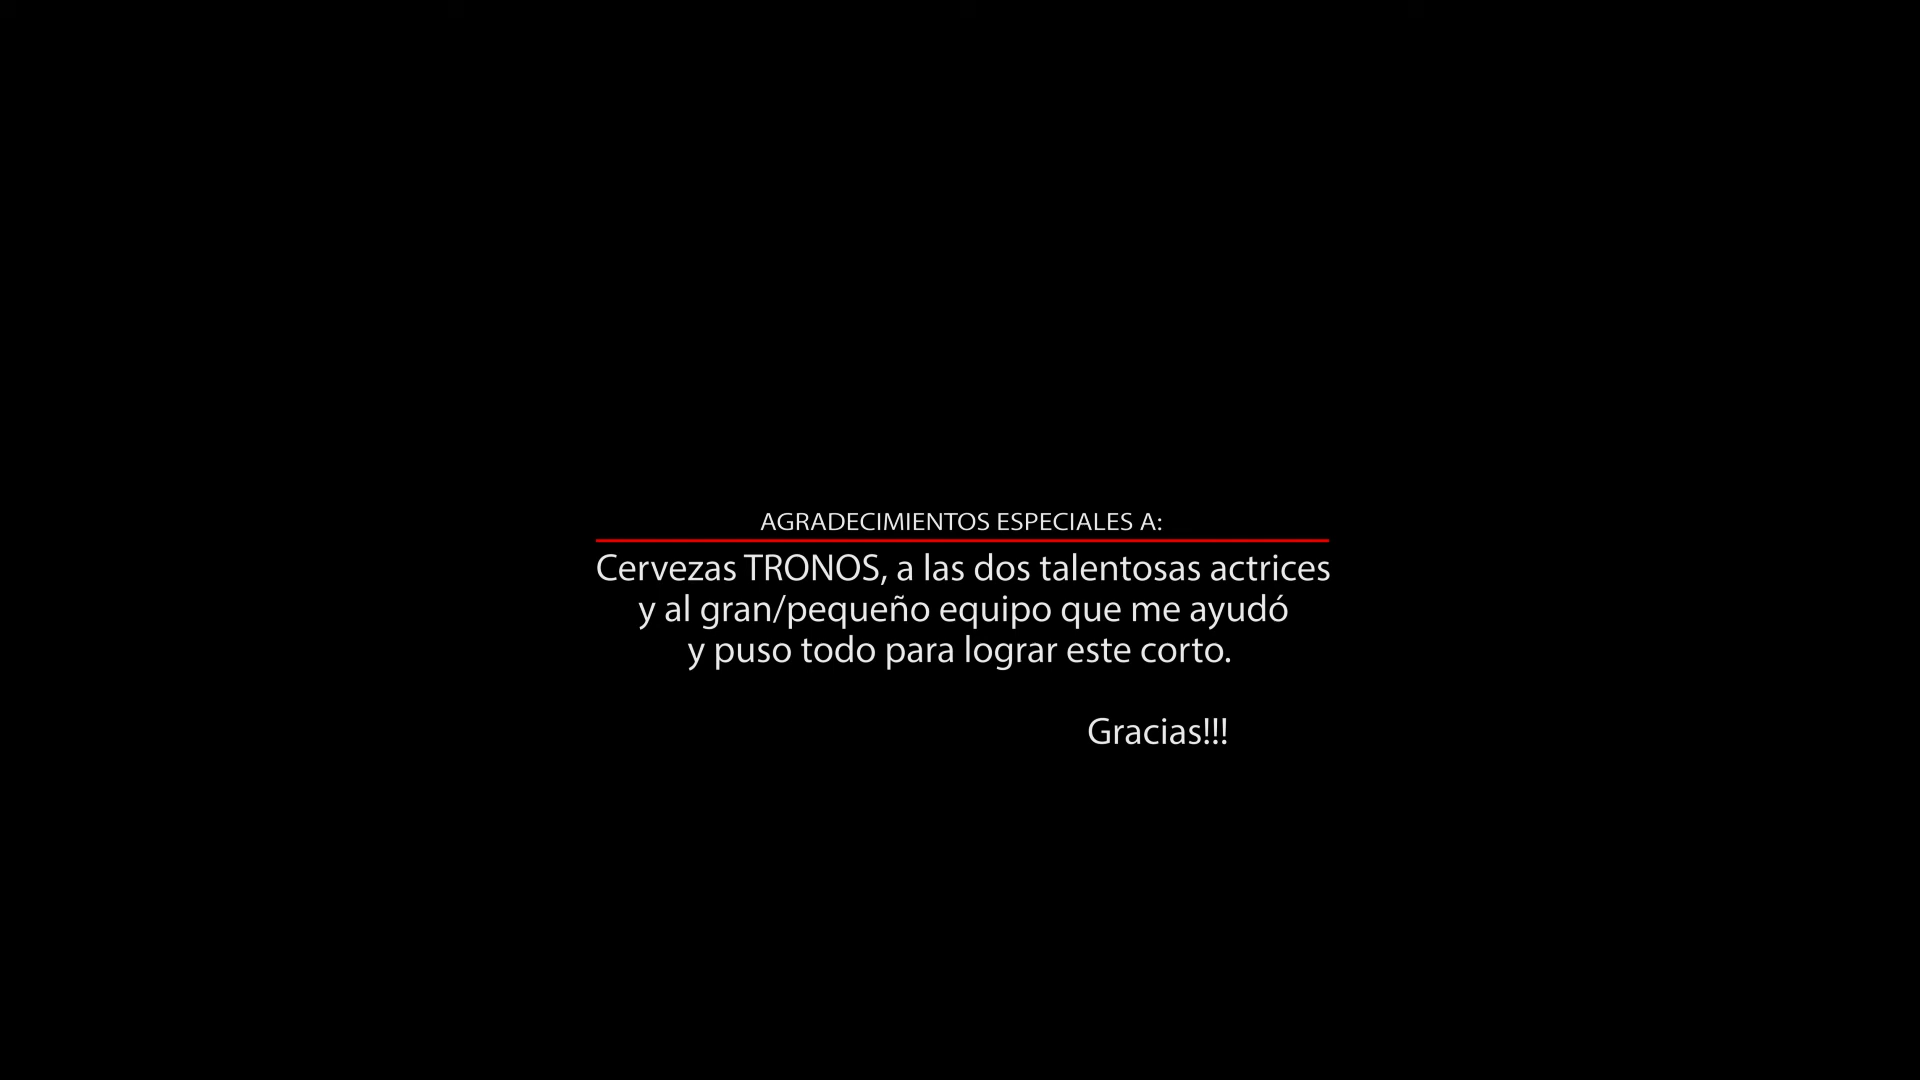 AGRADECIMIENTOS ESPECIALES A:
Cervezas TRONOS, a las dos talentosas actrices
y al gran/pequeño equipo que me ayudó
y puso todo para lograr este corto.
Gracias!!!